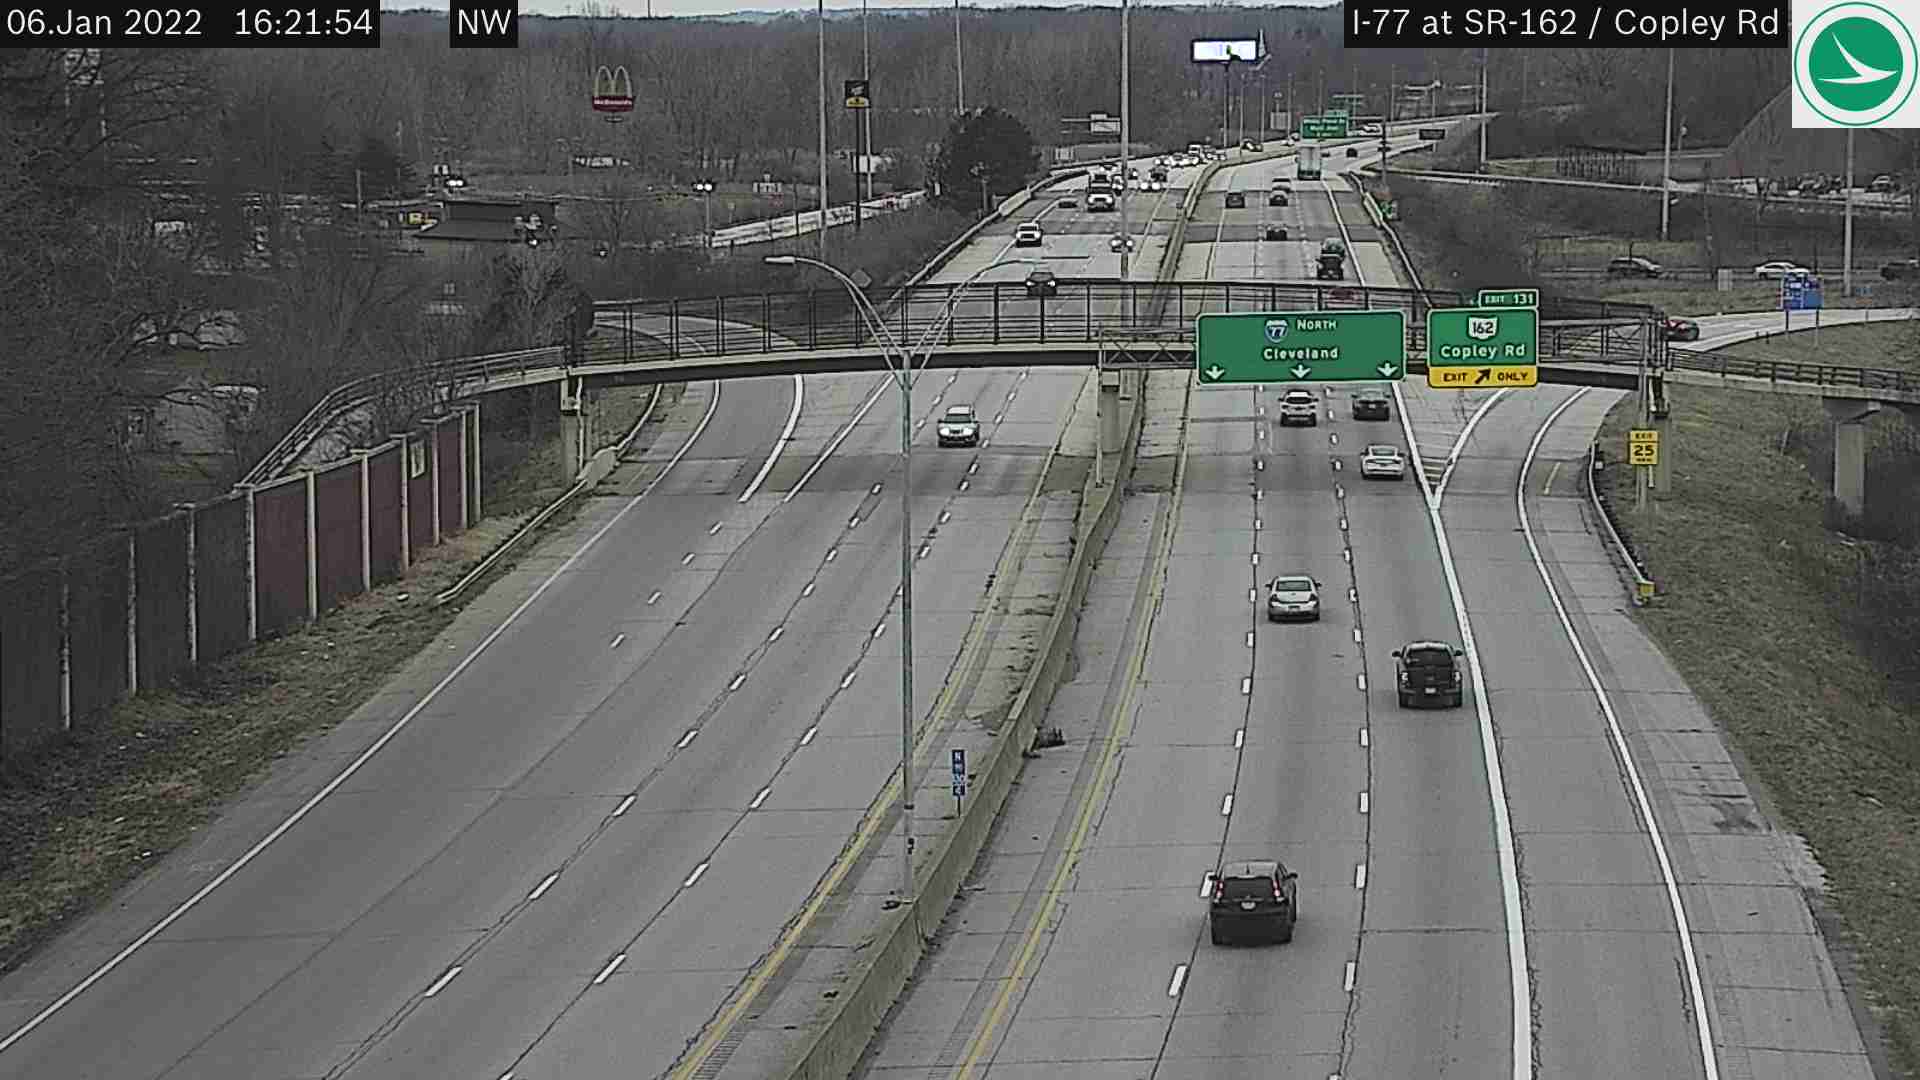 06.Jan 2022 16:21:54
NW
I-77 at SR-162 / Copley Rd
McDonald's
EXIT 131
77 NORTH
Cleveland
162
Copley Rd
EXIT ONLY
EXIT
25
N